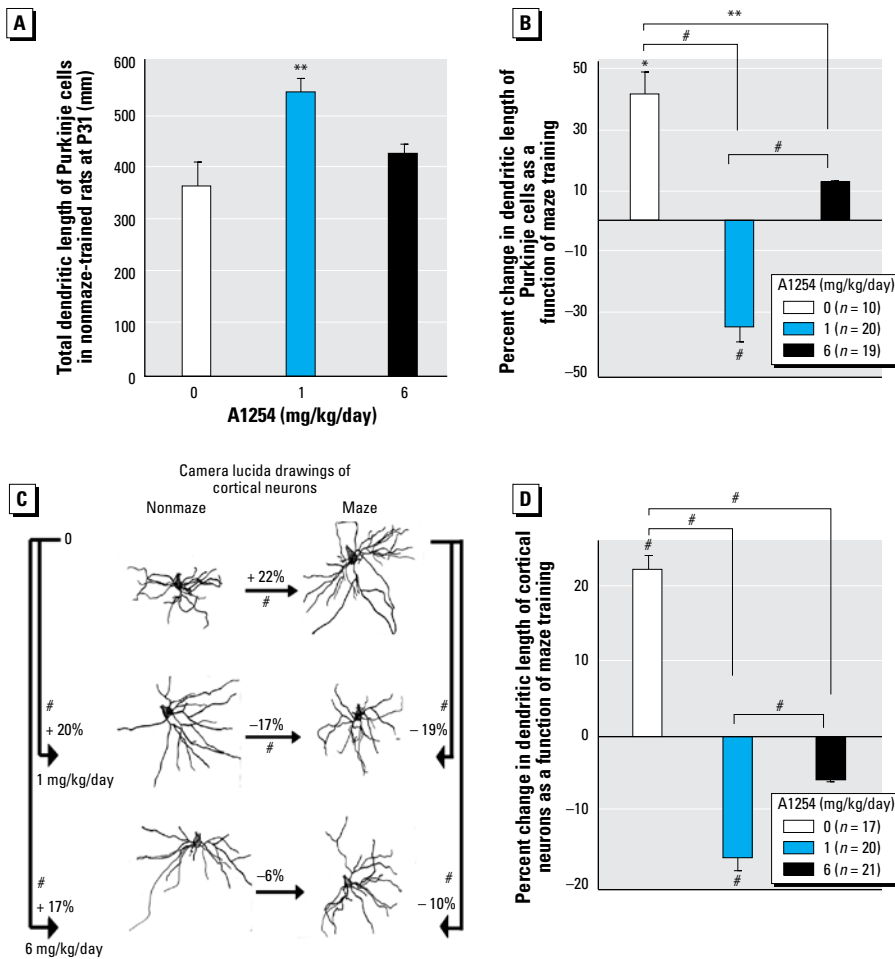 A
Total dendritic length of Purkinje cells
in nonmaze-trained rats at P31 (mm)
600
500
400
300
200
100
0
**
0
1
6
A1254 (mg/kg/day)
B
Percent change in dendritic length of
Purkinje cells as a
function of maze training
50
30
10
−10
−30
−50
**
#
*
#
#
A1254 (mg/kg/day)
0 (n = 10)
1 (n = 20)
6 (n = 19)
C
Camera lucida drawings of
cortical neurons
Nonmaze
Maze
0
+ 22%
#
#
+ 20%
1 mg/kg/day
−17%
#
#
− 19%
#
+ 17%
6 mg/kg/day
−6%
#
− 10%
D
Percent change in dendritic length of cortical
neurons as a function of maze training
20
10
0
−10
−20
#
#
#
#
#
A1254 (mg/kg/day)
0 (n = 17)
1 (n = 20)
6 (n = 21)